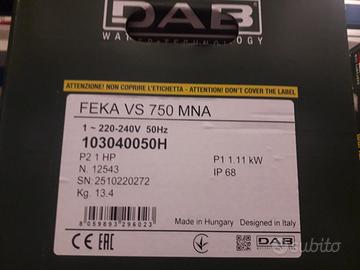 DAB
WATER•TECHNOLOGY
ATTENZIONE! NON COPRIRE L'ETICHETTA - ATTENTION! DON'T COVER THE LABEL
FEKA VS 750 MNA
1 ~ 220-240V 50Hz
103040050H
P2 1 HP
P1 1.11 kW
N. 12543
IP 68
SN: 2510220272
Kg. 13.4
Made in Hungary Designed in Italy
8 059893 296023
CE EAC
DAB
subito